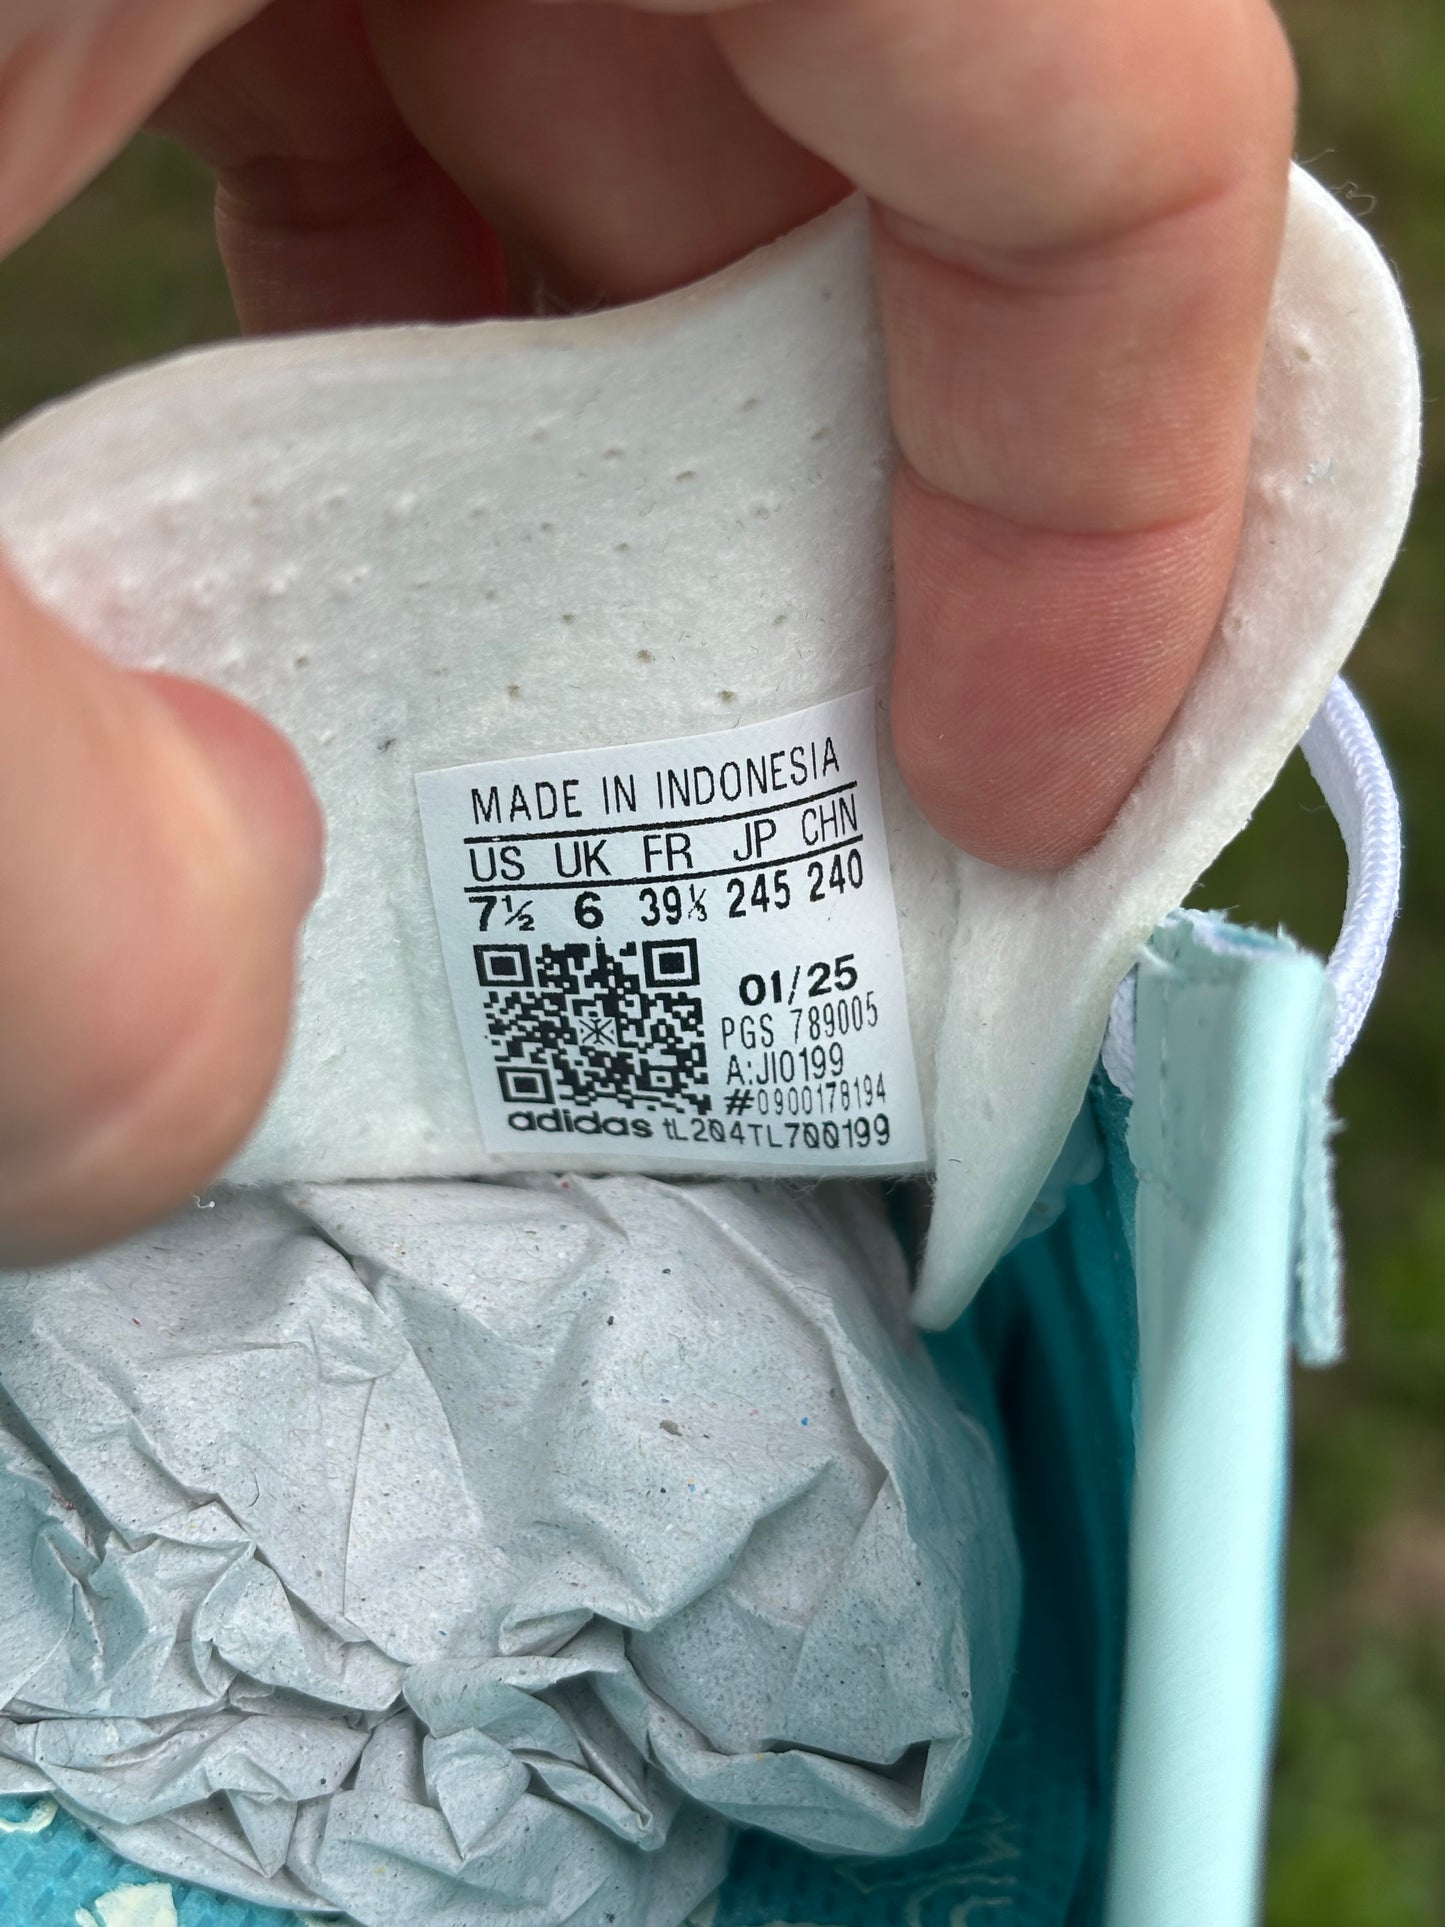 MADE IN INDONESIA
US UK FR JP CHN
7½ 6 39⅓ 245 240
01/25
PGS 789005
A:JI0199
#0900178194
adidas tL204TL700199